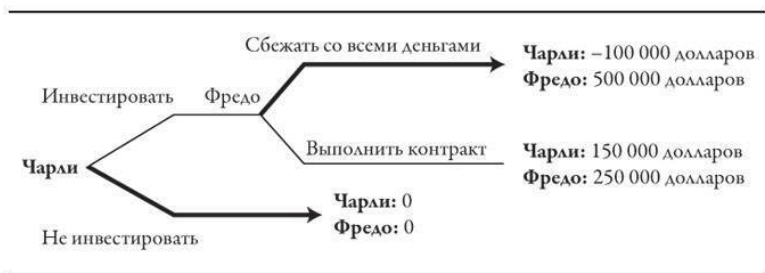 Сбежать со всеми деньгами
Чарли: –100 000 долларов
Фредо: 500 000 долларов
Инвестировать
Фредо
Выполнить контракт
Чарли: 150 000 долларов
Фредо: 250 000 долларов
Чарли
Чарли: 0
Фредо: 0
Не инвестировать